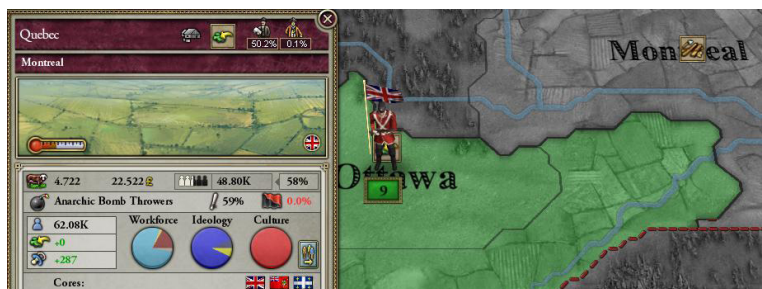 Quebec
50.2% 0.1%
Montreal
Montreal
4.722 22.522£ 48.80K 58%
Anarchic Bomb Throwers 59% 0.0%
Ottawa
9
62.08K
Workforce Ideology Culture
+0
+287
Cores: